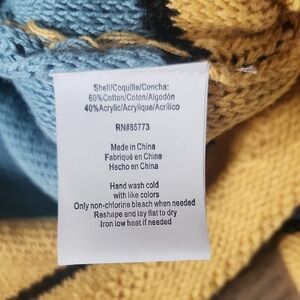 Shell/Coquille/Concha:
60%Cotton/Coton/Algodón
40%Acrylic/Acrylique/Acrílico
RN#85773
Made in China
Fabriqué en Chine
Hecho en China
Hand wash cold
with like colors
Only non-chlorine bleach when needed
Reshape and lay flat to dry
Iron low heat if needed